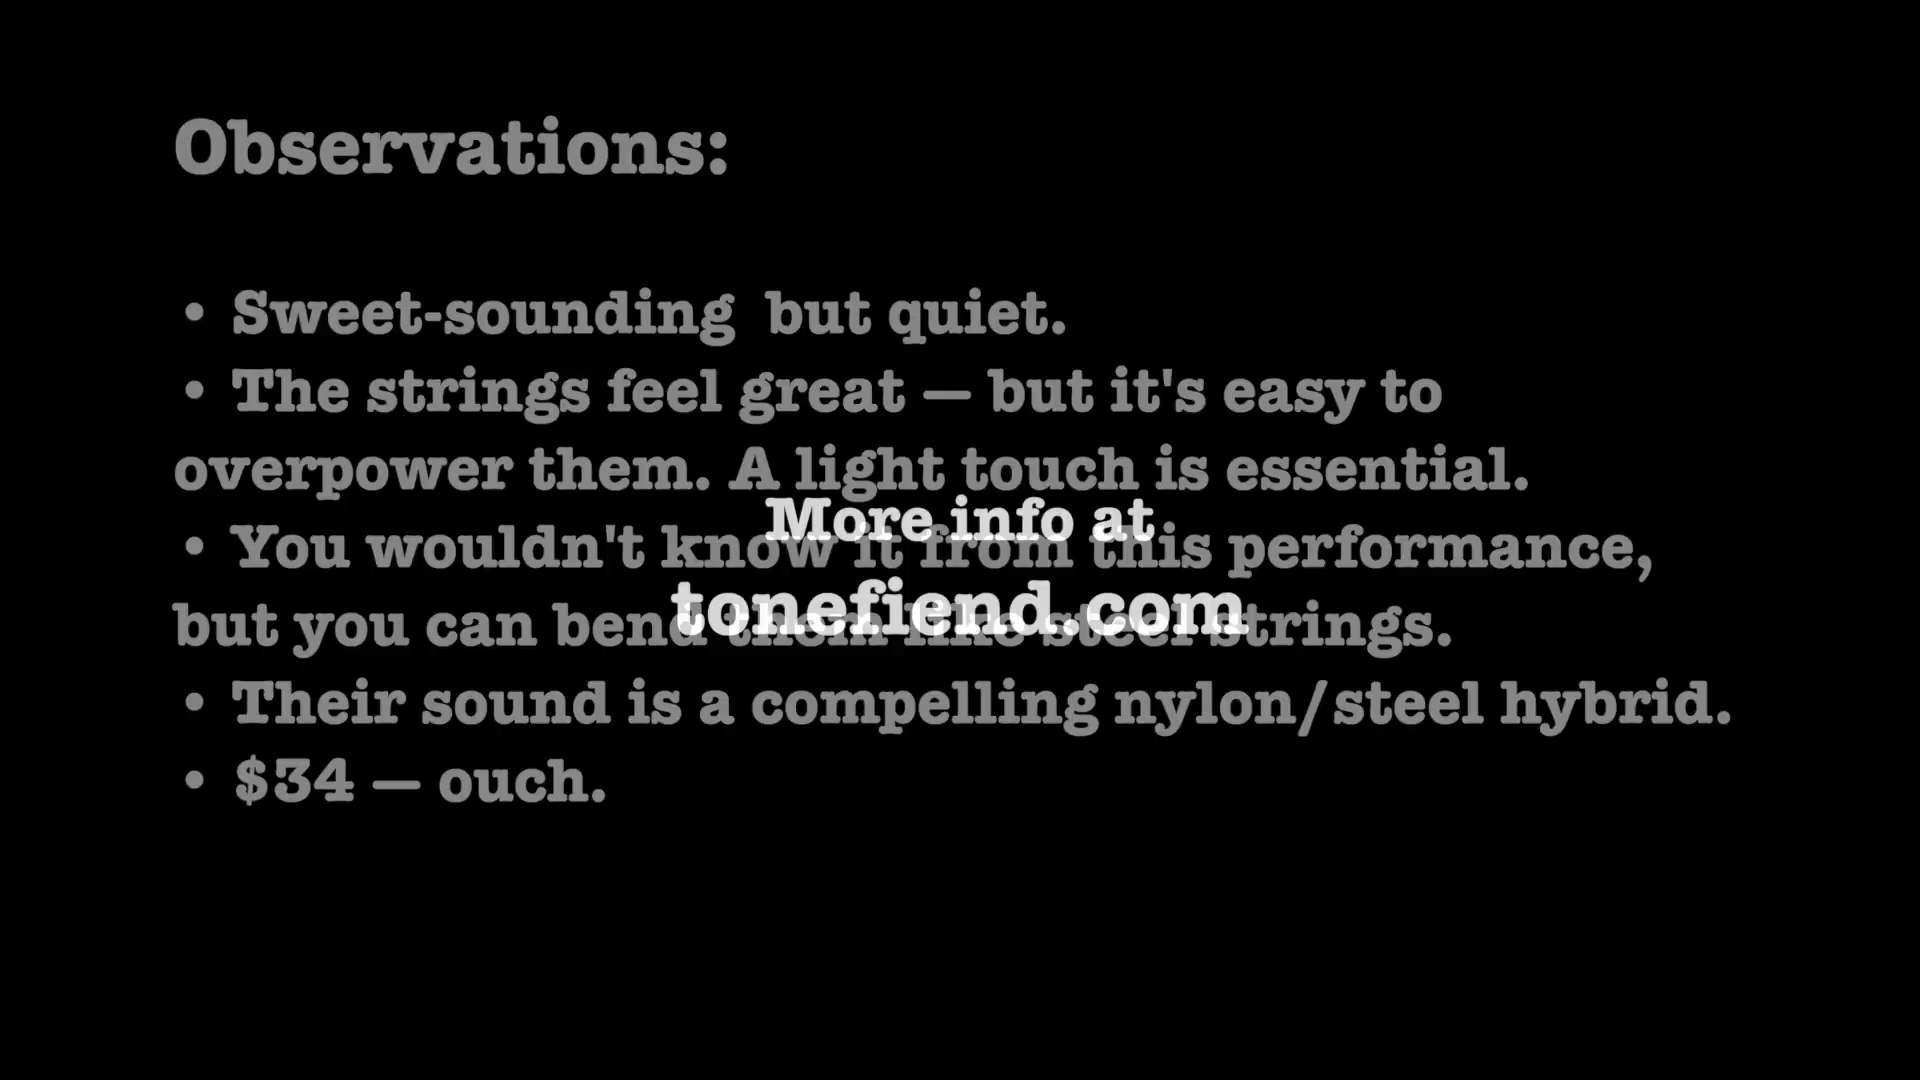 Observations:
• Sweet-sounding  but quiet.
• The strings feel great — but it's easy to
overpower them. A light touch is essential.
• You wouldn't know it from this performance,
but you can bend them like steel strings.
• Their sound is a compelling nylon/steel hybrid.
• $34 — ouch.
More info at
tonefiend.com